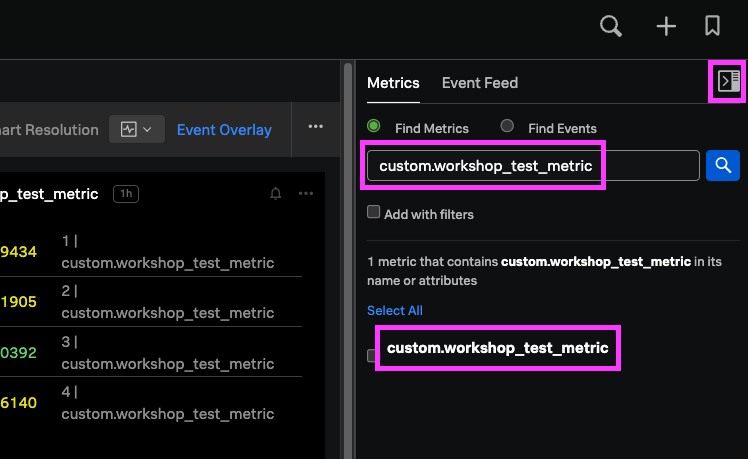 Metrics Event Feed
art Resolution
Event Overlay
Find Metrics Find Events
custom.workshop_test_metric
p_test_metric 1h
Add with filters
9434
1 |
custom.workshop_test_metric
1905
2 |
custom.workshop_test_metric
0392
3 |
custom.workshop_test_metric
6140
4 |
custom.workshop_test_metric
1 metric that contains custom.workshop_test_metric in its
name or attributes
Select All
custom.workshop_test_metric